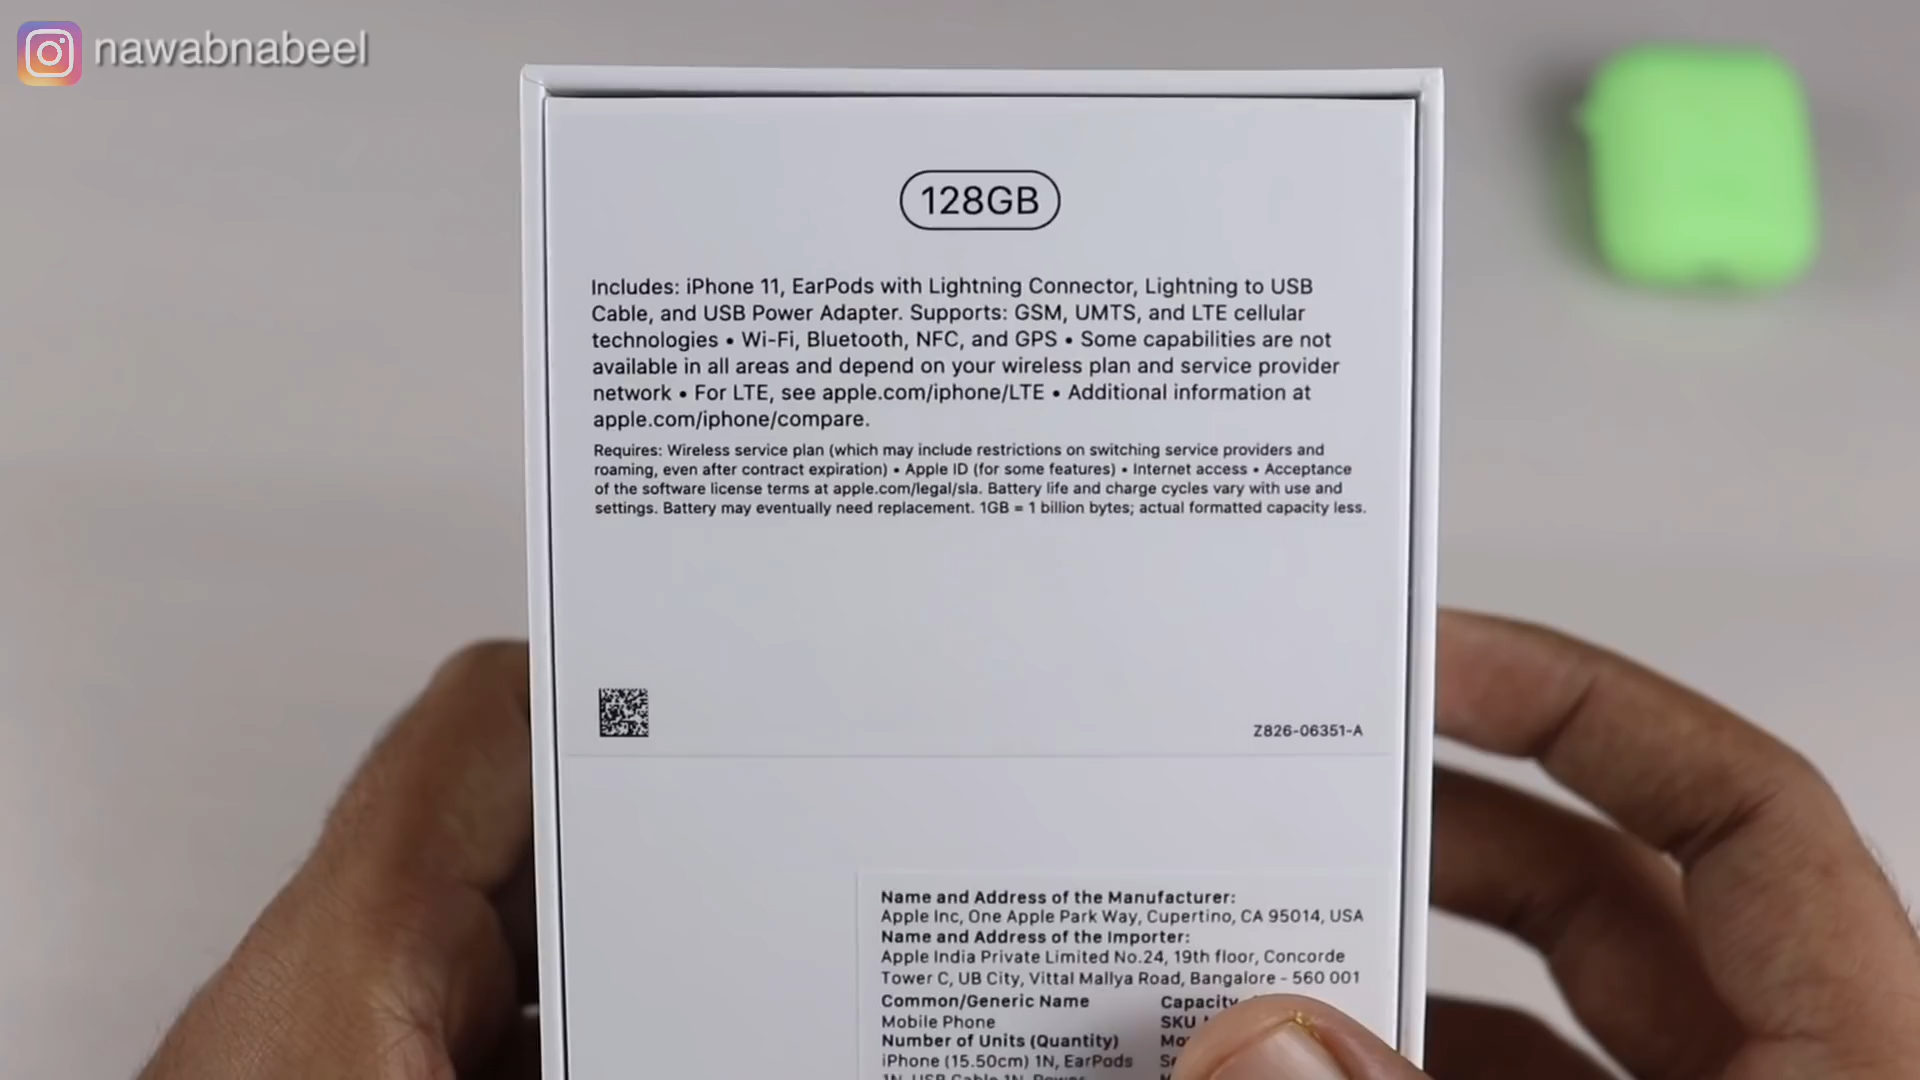 nawabnabeel
128GB
Includes: iPhone 11, EarPods with Lightning Connector, Lightning to USB
Cable, and USB Power Adapter. Supports: GSM, UMTS, and LTE cellular
technologies • Wi-Fi, Bluetooth, NFC, and GPS • Some capabilities are not
available in all areas and depend on your wireless plan and service provider
network • For LTE, see apple.com/iphone/LTE • Additional information at
apple.com/iphone/compare.
Requires: Wireless service plan (which may include restrictions on switching service providers and
roaming, even after contract expiration) • Apple ID (for some features) • Internet access • Acceptance
of the software license terms at apple.com/legal/sla. Battery life and charge cycles vary with use and
settings. Battery may eventually need replacement. 1GB = 1 billion bytes; actual formatted capacity less.
Z826-06351-A
Name and Address of the Manufacturer:
Apple Inc, One Apple Park Way, Cupertino, CA 95014, USA
Name and Address of the Importer:
Apple India Private Limited No.24, 19th floor, Concorde
Tower C, UB City, Vittal Mallya Road, Bangalore - 560 001
Common/Generic Name
Capacity
Mobile Phone
SKU
Number of Units (Quantity)
iPhone (15.50cm) 1N, EarPods
1N, USB Cable 1N, Power